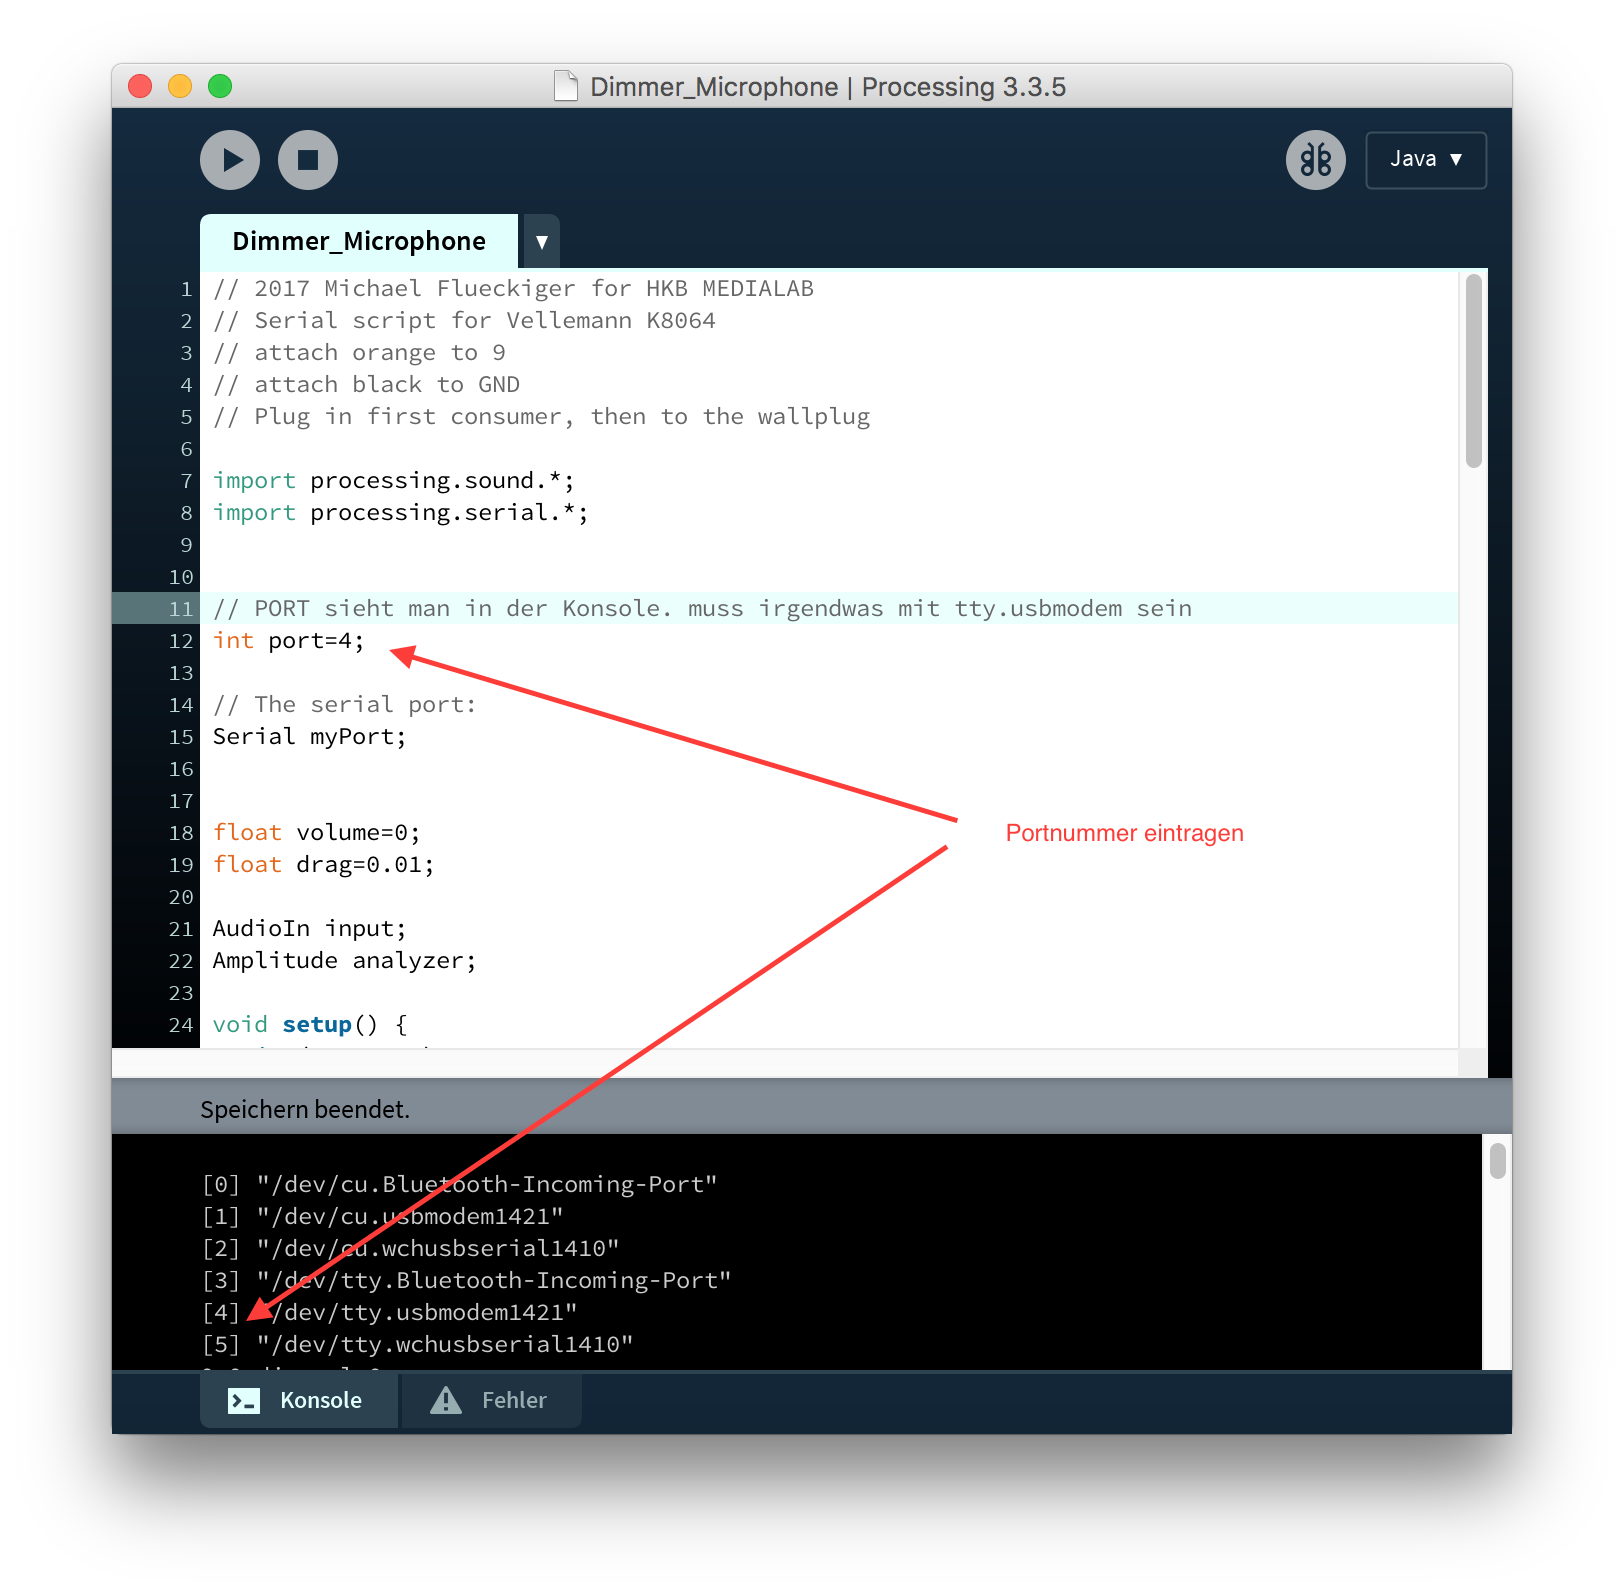 Dimmer_Microphone | Processing 3.3.5
Java ▼
Dimmer_Microphone ▼
1 // 2017 Michael Flueckiger for HKB MEDIALAB
2 // Serial script for Vellemann K8064
3 // attach orange to 9
4 // attach black to GND
5 // Plug in first consumer, then to the wallplug
6
7 import processing.sound.*;
8 import processing.serial.*;
9
10
11 // PORT sieht man in der Konsole. muss irgendwas mit tty.usbmodem sein
12 int port=4;
13
14 // The serial port:
15 Serial myPort;
16
17
18 float volume=0;
Portnummer eintragen
19 float drag=0.01;
20
21 AudioIn input;
22 Amplitude analyzer;
23
24 void setup() {
Speichern beendet.
[0] "/dev/cu.Bluetooth-Incoming-Port"
[1] "/dev/cu.usbmodem1421"
[2] "/dev/cu.wchusbserial1410"
[3] "/dev/tty.Bluetooth-Incoming-Port"
[4] "/dev/tty.usbmodem1421"
[5] "/dev/tty.wchusbserial1410"
Konsole
Fehler